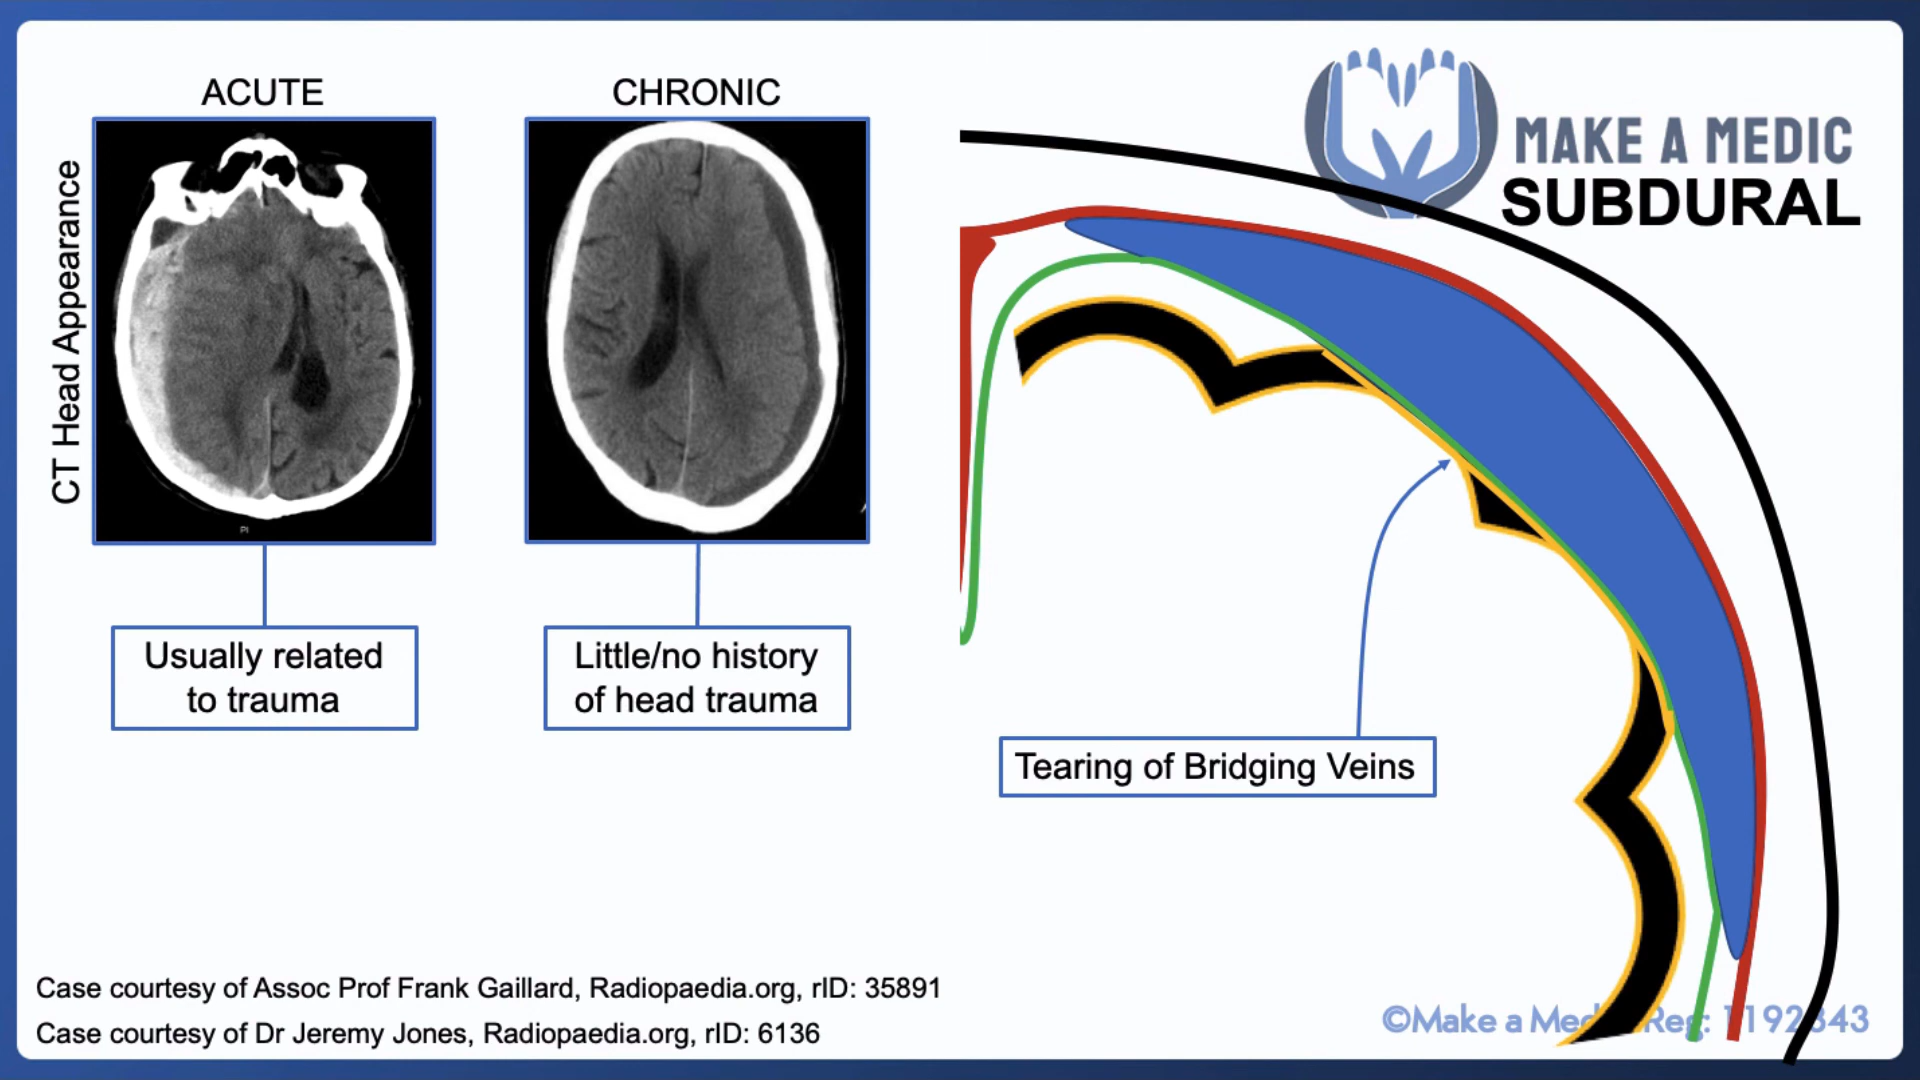 ACUTE
CHRONIC
CT Head Appearance
Usually related
to trauma
Little/no history
of head trauma
MAKE A MEDIC
SUBDURAL
Tearing of Bridging Veins
Case courtesy of Assoc Prof Frank Gaillard, Radiopaedia.org, rID: 35891
Case courtesy of Dr Jeremy Jones, Radiopaedia.org, rID: 6136
©Make a Reg: